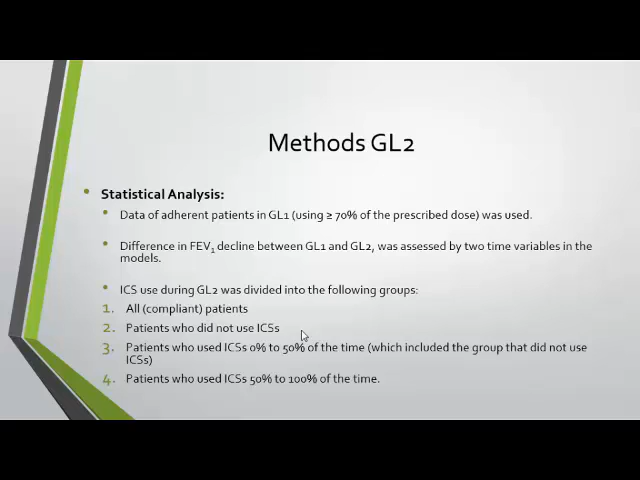 Methods GL2
• Statistical Analysis:
• Data of adherent patients in GL1 (using ≥ 70% of the prescribed dose) was used.
• Difference in FEV1 decline between GL1 and GL2, was assessed by two time variables in the
models.
• ICS use during GL2 was divided into the following groups:
1. All (compliant) patients
2. Patients who did not use ICSs
3. Patients who used ICSs 0% to 50% of the time (which included the group that did not use
ICSs)
4. Patients who used ICSs 50% to 100% of the time.